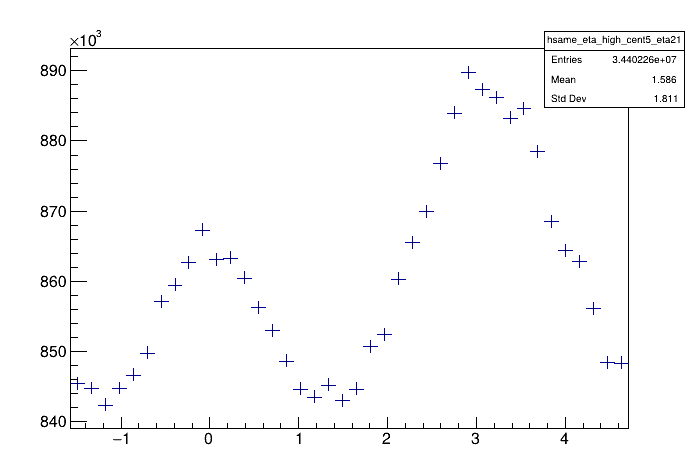 ×10³
hsame_eta_high_cent5_eta21
Entries 3.440226e+07
Mean 1.586
Std Dev 1.811
890
880
870
860
850
840
−1 0 1 2 3 4